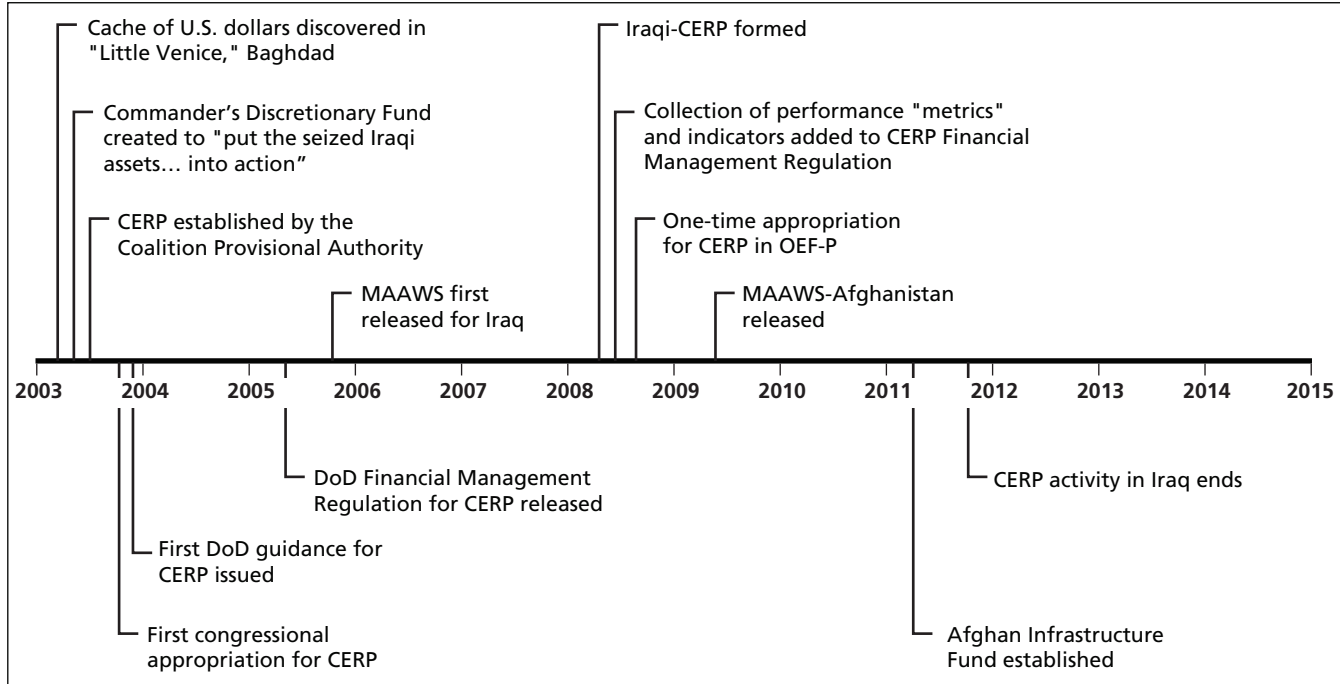 Cache of U.S. dollars discovered in
"Little Venice," Baghdad
Commander's Discretionary Fund
created to "put the seized Iraqi
assets… into action”
CERP established by the
Coalition Provisional Authority
MAAWS first
released for Iraq
Iraqi-CERP formed
Collection of performance "metrics"
and indicators added to CERP Financial
Management Regulation
One-time appropriation
for CERP in OEF-P
MAAWS-Afghanistan
released
2003 2004 2005 2006 2007 2008 2009 2010 2011 2012 2013 2014 2015
DoD Financial Management
Regulation for CERP released
First DoD guidance for
CERP issued
First congressional
appropriation for CERP
CERP activity in Iraq ends
Afghan Infrastructure
Fund established